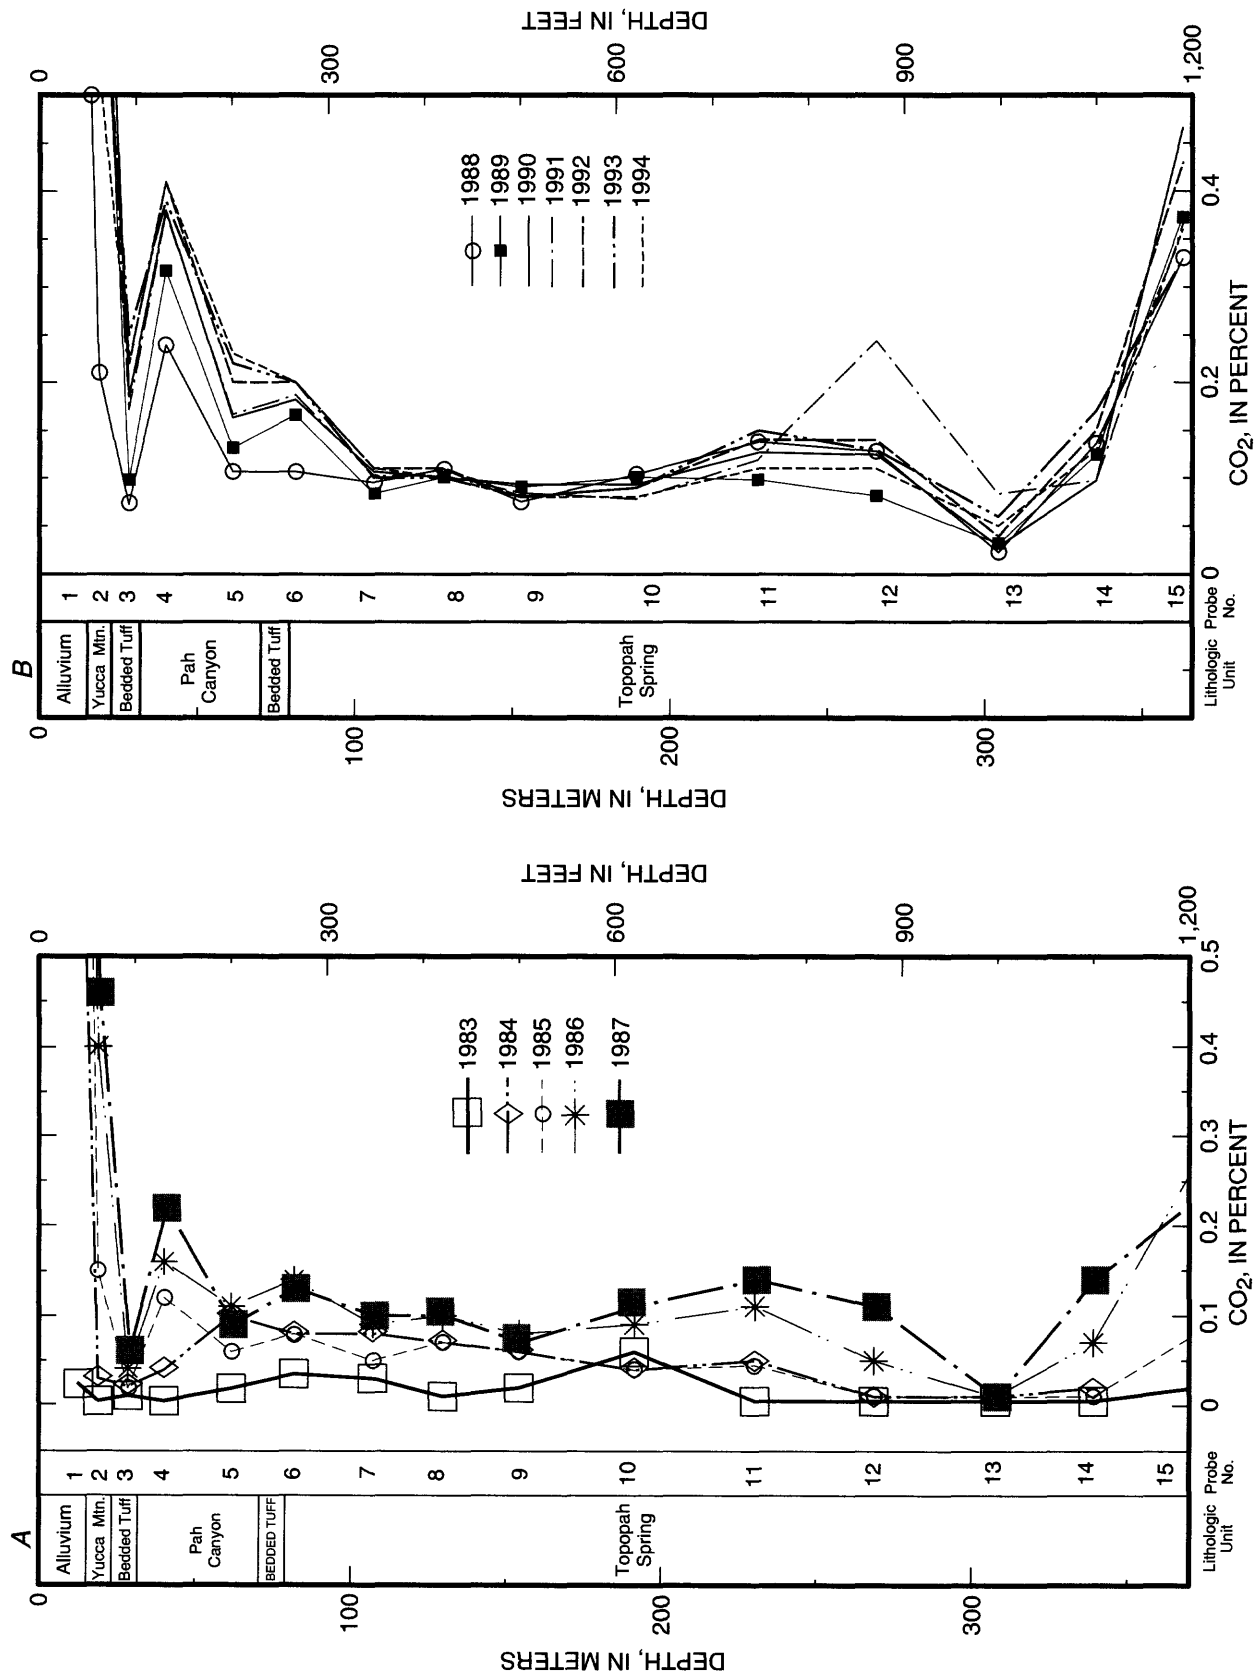 A
DEPTH, IN METERS
0
100
200
300
Lithologic
Unit
Alluvium
Yucca Mtn.
Bedded Tuff
Pah
Canyon
BEDDED TUFF
Topopah
Spring
Probe
No.
1
2
3
4
5
6
7
8
9
10
11
12
13
14
15
1983
1984
1985
1986
1987
0
0.1
0.2
0.3
0.4
0.5
CO₂, IN PERCENT
0
300
600
900
1,200
DEPTH, IN FEET
B
DEPTH, IN METERS
0
100
200
300
Lithologic
Unit
Alluvium
Yucca Mtn.
Bedded Tuff
Pah
Canyon
Bedded Tuff
Topopah
Spring
Probe
No.
1
2
3
4
5
6
7
8
9
10
11
12
13
14
15
1988
1989
1990
1991
1992
1993
1994
0
0.2
0.4
CO₂, IN PERCENT
0
300
600
900
1,200
DEPTH, IN FEET